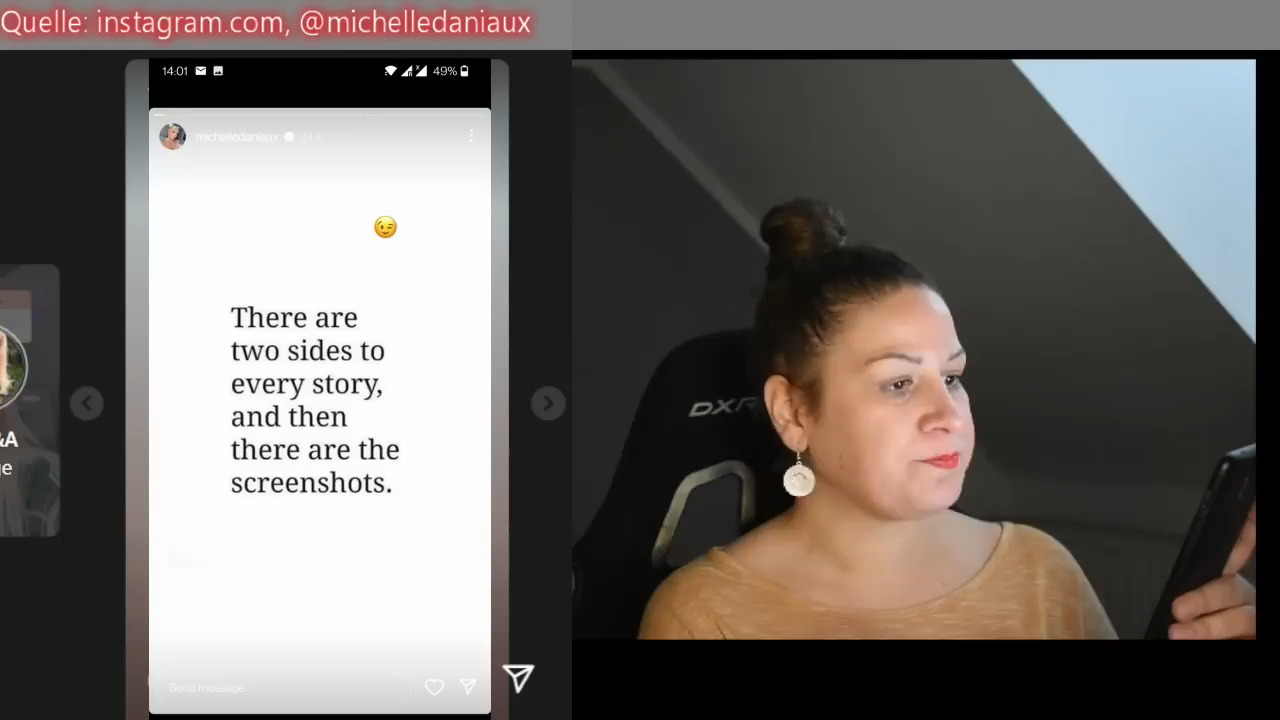 Quelle: instagram.com, @michelledaniaux
14:01 49%
michelledaniaux
There are
two sides to
every story,
and then
there are the
screenshots.
Send message
&A
ge
DXR